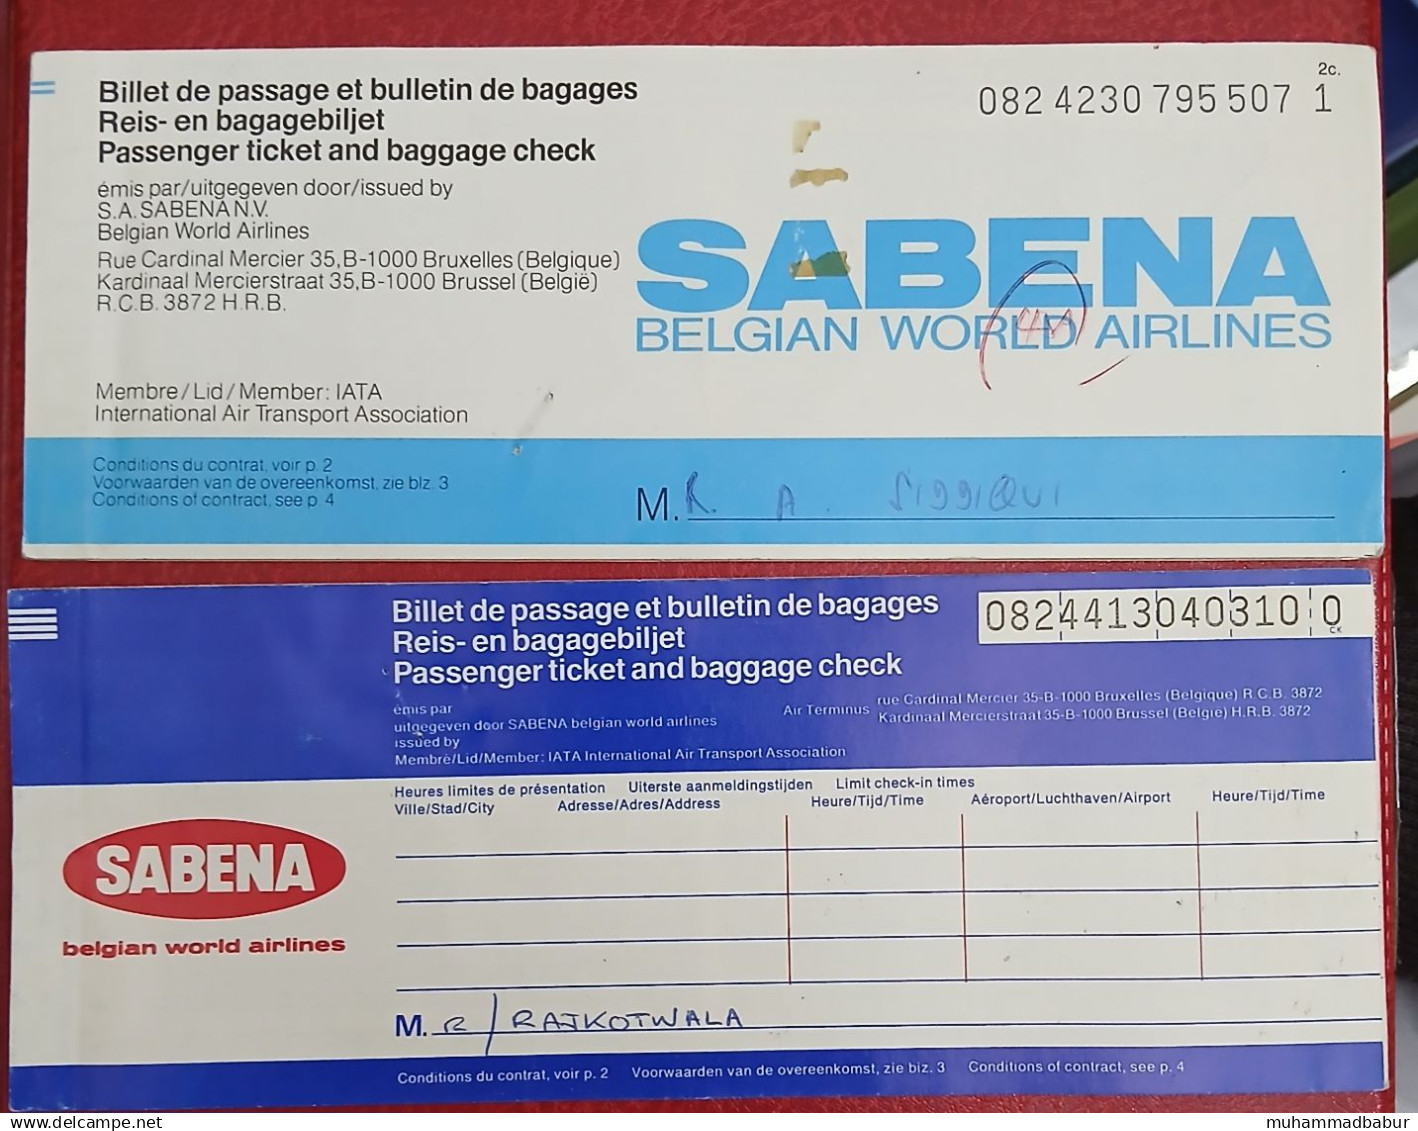 2c.
Billet de passage et bulletin de bagages
082 4230 795 507 1
Reis- en bagagebiljet
Passenger ticket and baggage check
émis par/uitgegeven door/issued by
S.A. SABENA N.V.
Belgian World Airlines
Rue Cardinal Mercier 35,B-1000 Bruxelles (Belgique)
Kardinaal Mercierstraat 35,B-1000 Brussel (België)
R.C.B. 3872 H.R.B.
SABENA
BELGIAN WORLD AIRLINES
Membre/Lid/Member: IATA
International Air Transport Association
Conditions du contrat, voir p. 2
Voorwaarden van de overeenkomst, zie blz. 3
Conditions of contract, see p. 4
M. R. A. SIDDIQUI
Billet de passage et bulletin de bagages
0824413040310 0
CK
Reis- en bagagebiljet
Passenger ticket and baggage check
émis par
uitgegeven door SABENA belgian world airlines
issued by
Air Terminus rue Cardinal Mercier 35-B-1000 Bruxelles (Belgique) R.C.B. 3872
Kardinaal Mercierstraat 35-B-1000 Brussel (België) H.R.B. 3872
Membre/Lid/Member: IATA International Air Transport Association
Heures limites de présentation Uiterste aanmeldingstijden Limit check-in times
Ville/Stad/City Adresse/Adres/Address Heure/Tijd/Time Aéroport/Luchthaven/Airport Heure/Tijd/Time
SABENA
belgian world airlines
M. R / RAJKOTWALA
Conditions du contrat, voir p. 2 Voorwaarden van de overeenkomst, zie biz. 3 Conditions of contract, see p. 4
muhammadbabur